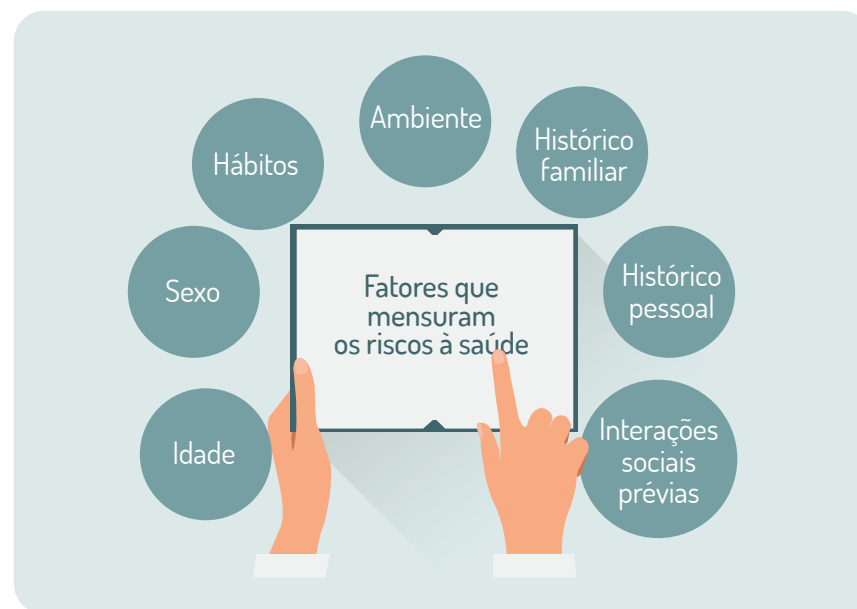 Ambiente
Histórico
familiar
Hábitos
Histórico
pessoal
Sexo
Fatores que
mensuram
os riscos à saúde
Interações
sociais
prévias
Idade